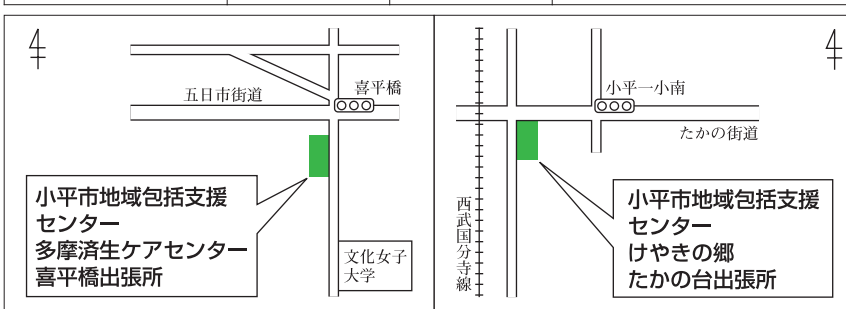 五日市街道
喜平橋
小平市地域包括支援
センター
多摩済生ケアセンター
喜平橋出張所
文化女子
大学
小平一小南
たかの街道
西武国分寺線
小平市地域包括支援
センター
けやきの郷
たかの台出張所